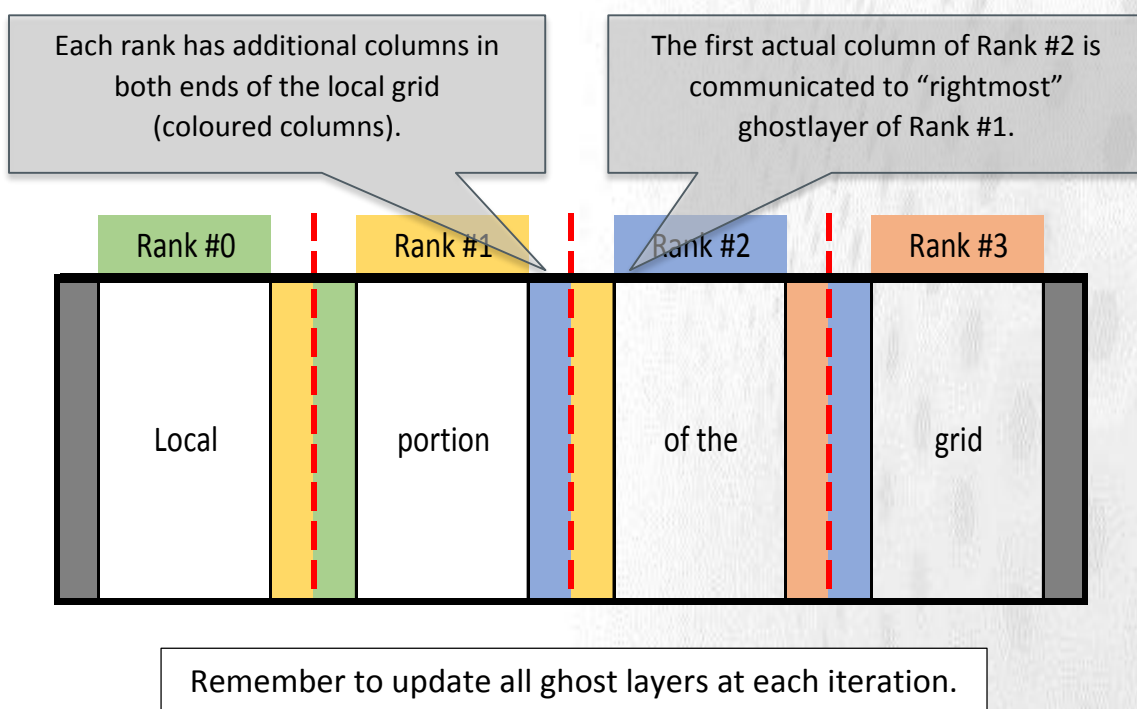 Each rank has additional columns in
both ends of the local grid
(coloured columns).
The first actual column of Rank #2 is
communicated to “rightmost”
ghostlayer of Rank #1.
Rank #0
Rank #1
Rank #2
Rank #3
Local
portion
of the
grid
Remember to update all ghost layers at each iteration.